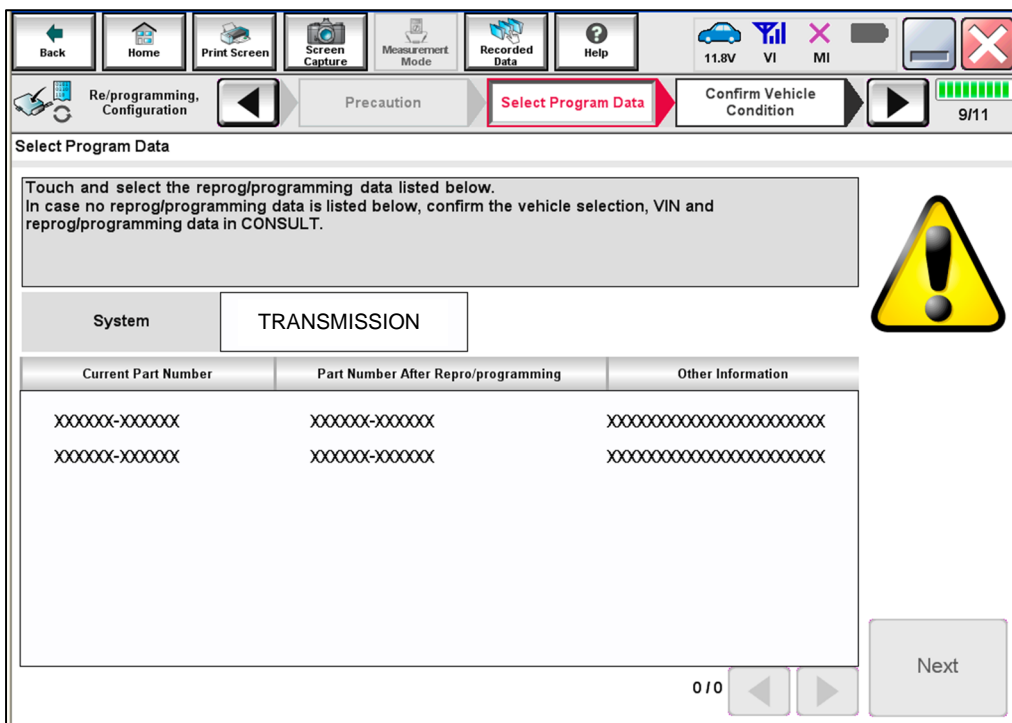 Back
Home
Print Screen
Screen Capture
Measurement Mode
Recorded Data
Help
11.8V
VI
MI
Re/programming, Configuration
Precaution
Select Program Data
Confirm Vehicle Condition
9/11
Select Program Data
Touch and select the reprog/programming data listed below.
In case no reprog/programming data is listed below, confirm the vehicle selection, VIN and
reprog/programming data in CONSULT.
System
TRANSMISSION
Current Part Number
Part Number After Repro/programming
Other Information
XXXXXX-XXXXXX XXXXXX-XXXXXX XXXXXXXXXXXXXXXXXXXXXXX
XXXXXX-XXXXXX XXXXXX-XXXXXX XXXXXXXXXXXXXXXXXXXXXXX
0/0
Next